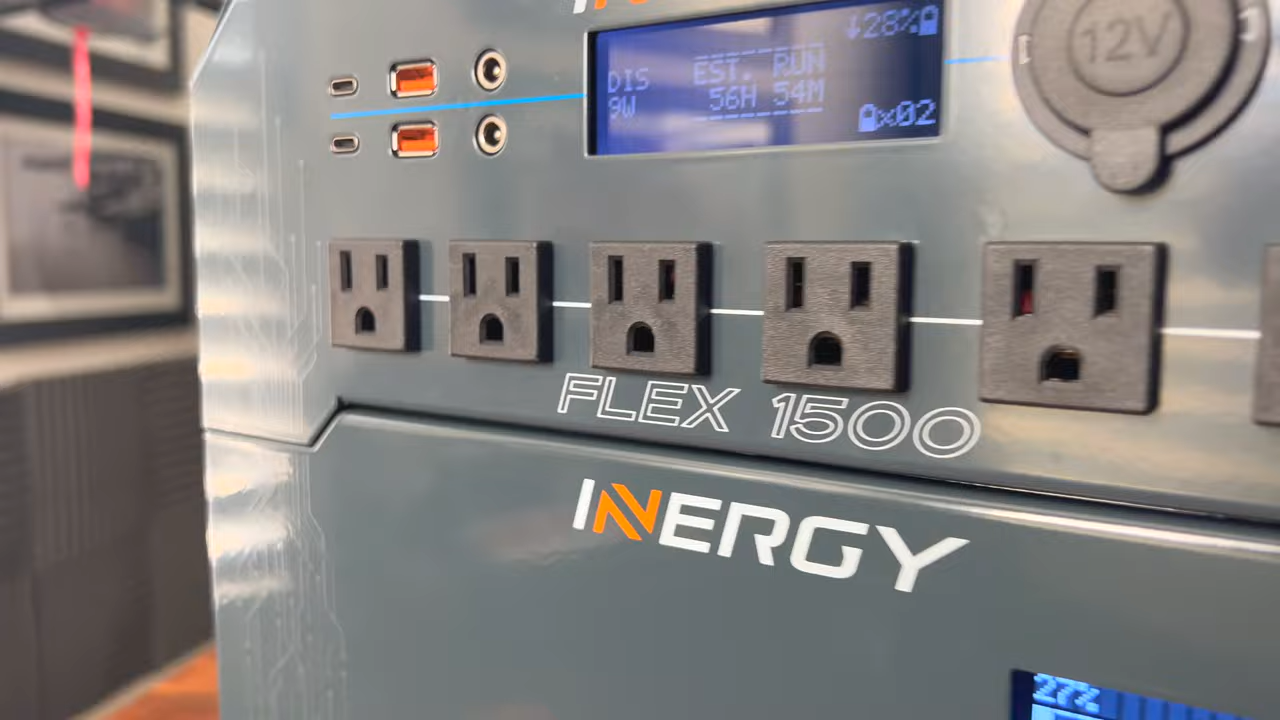 ↓28%
DIS EST. RUN
9W 56H 54M
x02
12V
FLEX 1500
INERGY
27%